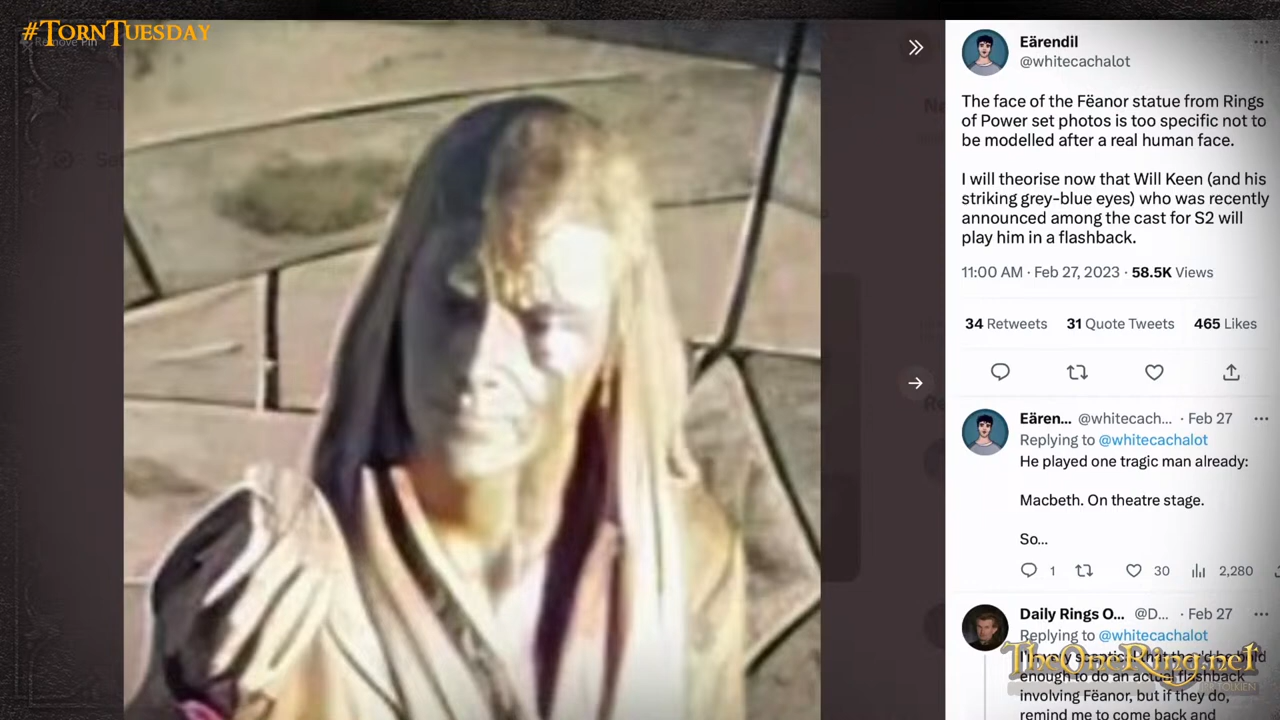 #TORNTUESDAY
Remove Pin
Eärendil
@whitecachalot
The face of the Fëanor statue from Rings
of Power set photos is too specific not to
be modelled after a real human face.
I will theorise now that Will Keen (and his
striking grey-blue eyes) who was recently
announced among the cast for S2 will
play him in a flashback.
11:00 AM · Feb 27, 2023 · 58.5K Views
34 Retweets 31 Quote Tweets 465 Likes
Eären... @whitecach... · Feb 27
Replying to @whitecachalot
He played one tragic man already:
Macbeth. On theatre stage.
So...
1 30 2,280
Daily Rings O... @D... · Feb 27
Replying to @whitecachalot
TheOneRing.net
enough to do an actual flashback
involving Fëanor, but if they do,
remind me to come back and